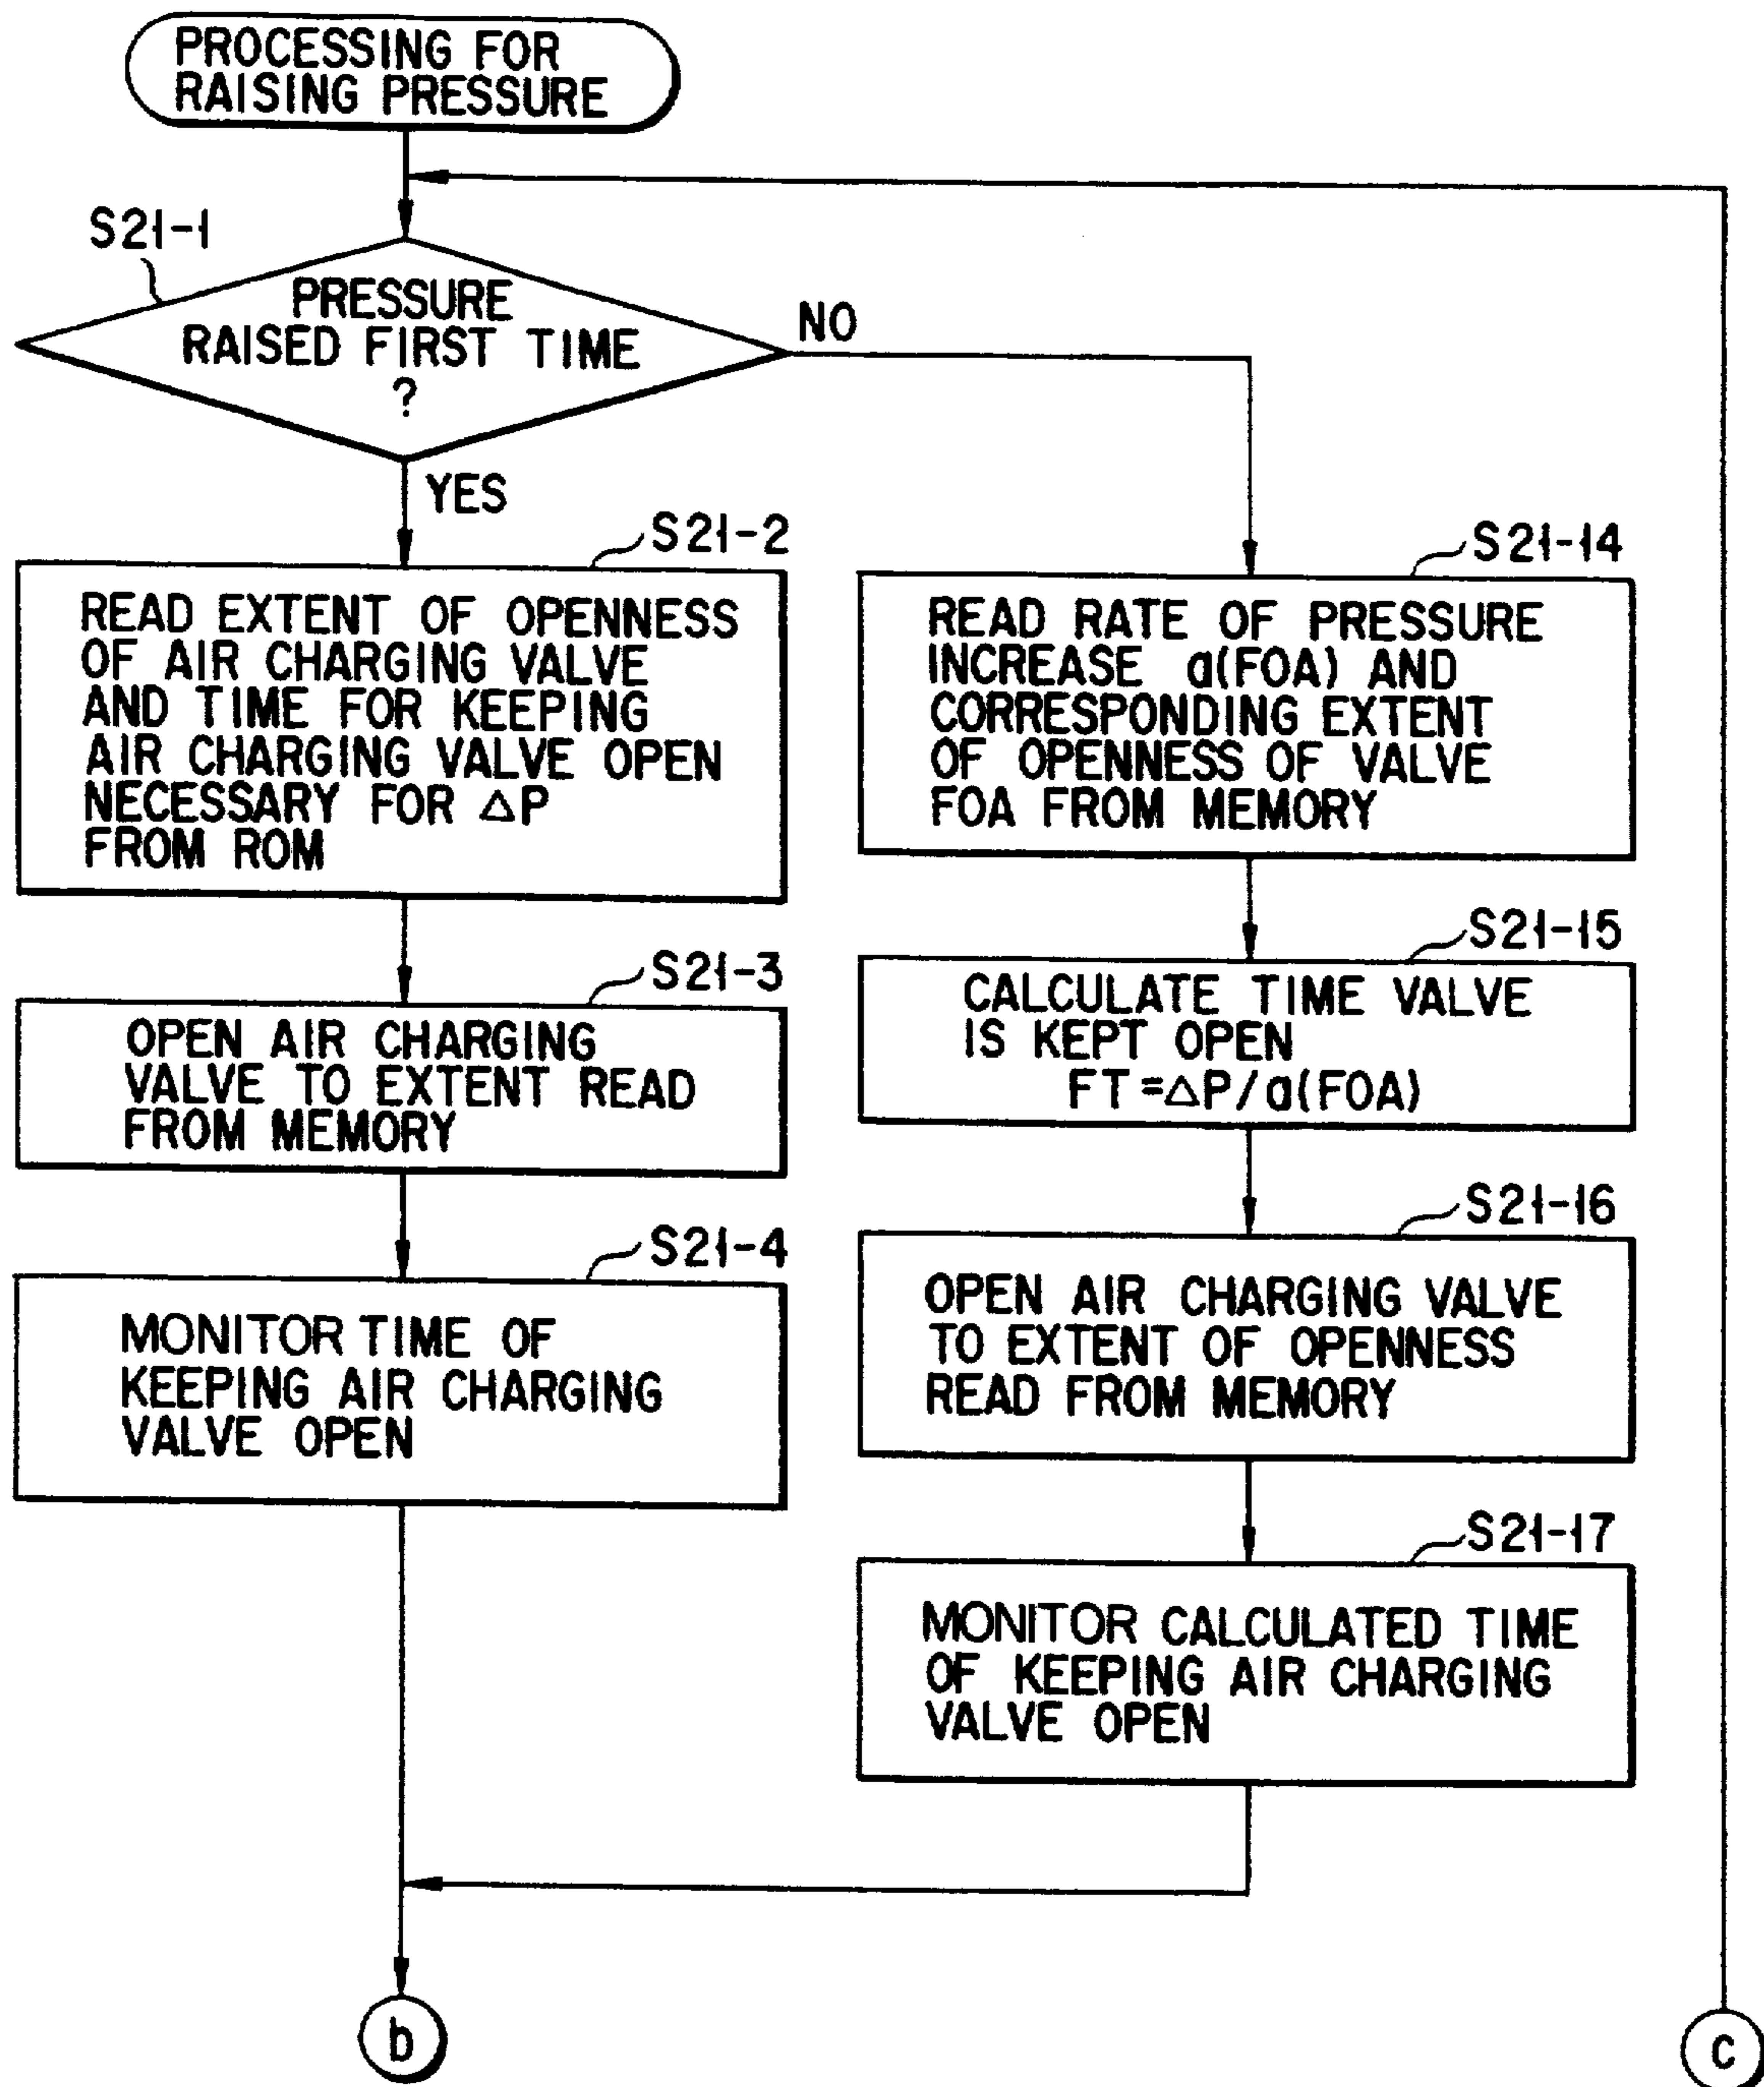 PROCESSING FOR
RAISING PRESSURE
S21-1
PRESSURE
RAISED FIRST TIME
?
NO
YES
S21-2
READ EXTENT OF OPENNESS
OF AIR CHARGING VALVE
AND TIME FOR KEEPING
AIR CHARGING VALVE OPEN
NECESSARY FOR △P
FROM ROM
S21-3
OPEN AIR CHARGING
VALVE TO EXTENT READ
FROM MEMORY
S21-4
MONITOR TIME OF
KEEPING AIR CHARGING
VALVE OPEN
S21-14
READ RATE OF PRESSURE
INCREASE a(FOA) AND
CORRESPONDING EXTENT
OF OPENNESS OF VALVE
FOA FROM MEMORY
S21-15
CALCULATE TIME VALVE
IS KEPT OPEN
FT=△P/a(FOA)
S21-16
OPEN AIR CHARGING VALVE
TO EXTENT OF OPENNESS
READ FROM MEMORY
S21-17
MONITOR CALCULATED TIME
OF KEEPING AIR CHARGING
VALVE OPEN
b
c